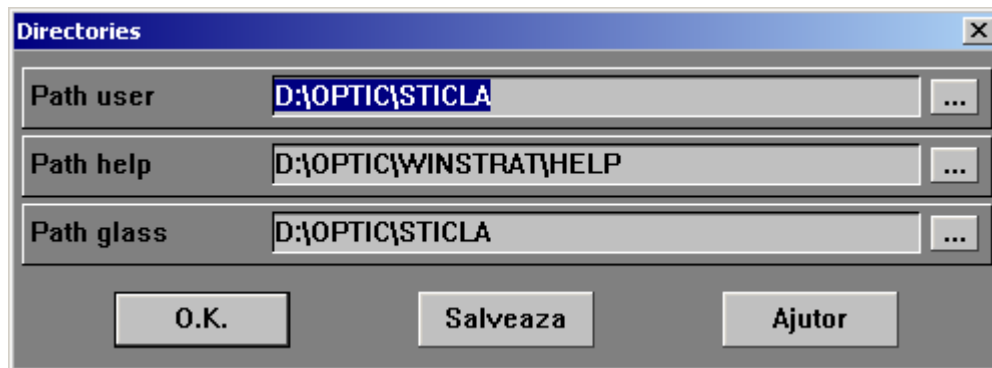 Directories
Path user D:\OPTIC\STICLA ...
Path help D:\OPTIC\WINSTRAT\HELP ...
Path glass D:\OPTIC\STICLA ...
O.K. Salveaza Ajutor